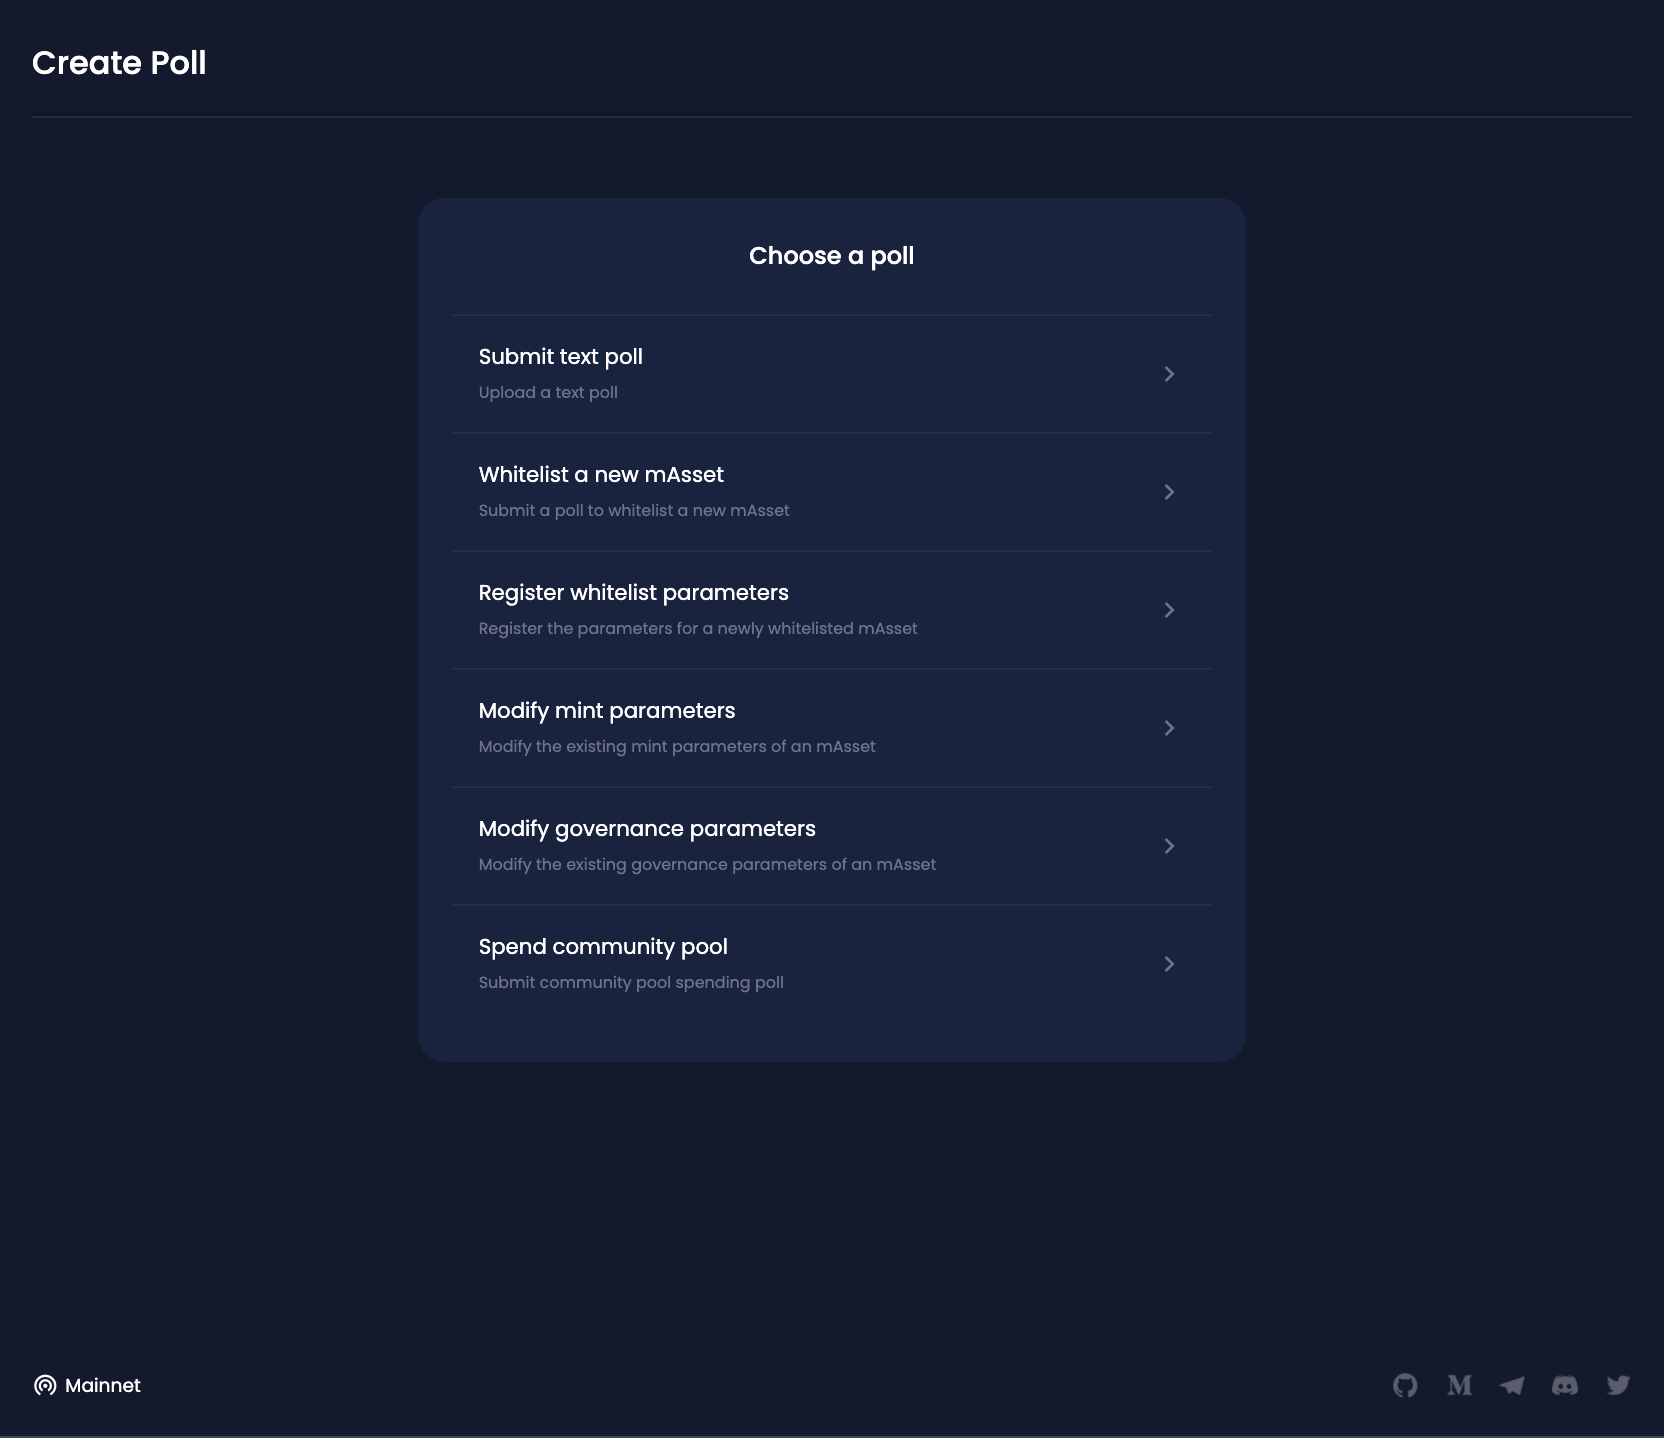 Create Poll
Choose a poll
Submit text poll
Upload a text poll
Whitelist a new mAsset
Submit a poll to whitelist a new mAsset
Register whitelist parameters
Register the parameters for a newly whitelisted mAsset
Modify mint parameters
Modify the existing mint parameters of an mAsset
Modify governance parameters
Modify the existing governance parameters of an mAsset
Spend community pool
Submit community pool spending poll
Mainnet